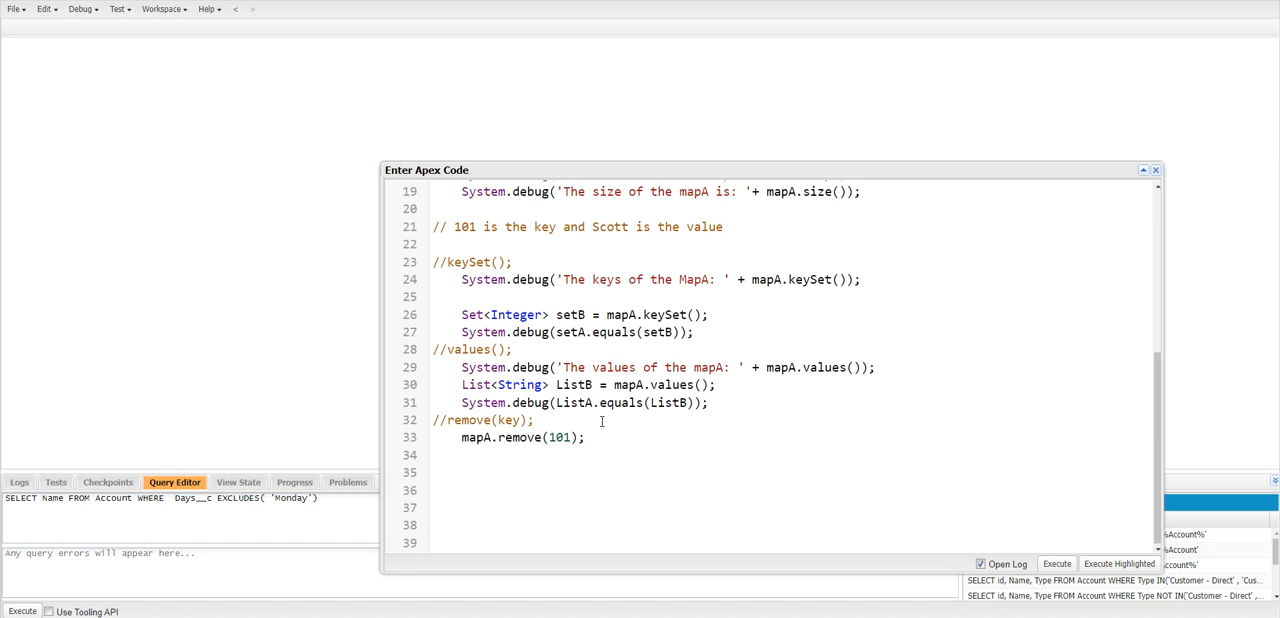 File Edit Debug Test Workspace Help < >
Enter Apex Code
19 System.debug('The size of the mapA is: '+ mapA.size());
20
21 // 101 is the key and Scott is the value
22
23 //keySet();
24 System.debug('The keys of the MapA: ' + mapA.keySet());
25
26 Set<Integer> setB = mapA.keySet();
27 System.debug(setA.equals(setB));
28 //values();
29 System.debug('The values of the mapA: ' + mapA.values());
30 List<String> ListB = mapA.values();
31 System.debug(ListA.equals(ListB));
32 //remove(key);
33 mapA.remove(101);
34
35
36
37
38
39
Logs Tests Checkpoints Query Editor View State Progress Problems
SELECT Name FROM Account WHERE Days__c EXCLUDES( 'Monday')
Any query errors will appear here...
%Account%'
%Account'
ccount%'
Open Log Execute Execute Highlighted
SELECT id, Name, Type FROM Account WHERE Type IN('Customer - Direct' , 'Cus...
SELECT id, Name, Type FROM Account WHERE Type NOT IN('Customer - Direct' ,...
Execute Use Tooling API